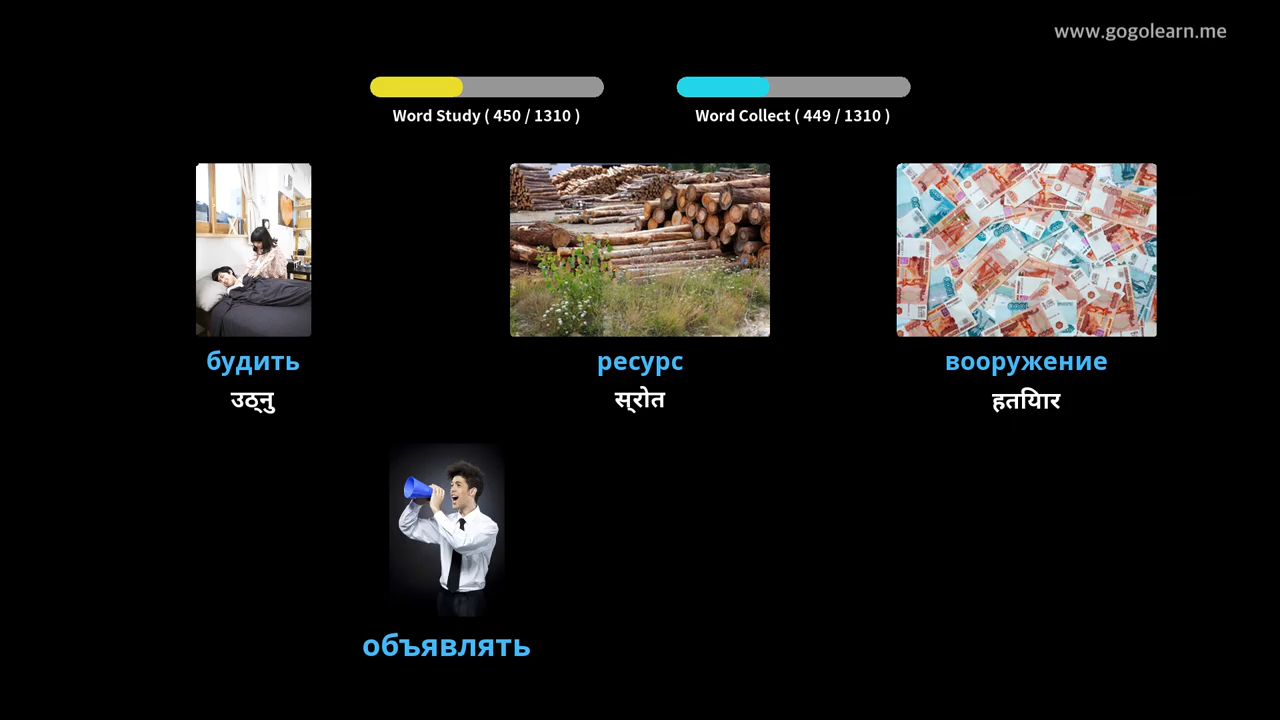 www.gogolearn.me
Word Study ( 450 / 1310 )
Word Collect ( 449 / 1310 )
будить
ресурс
вооружение
उठ्नु
स्रोत
हतियार
объявлять